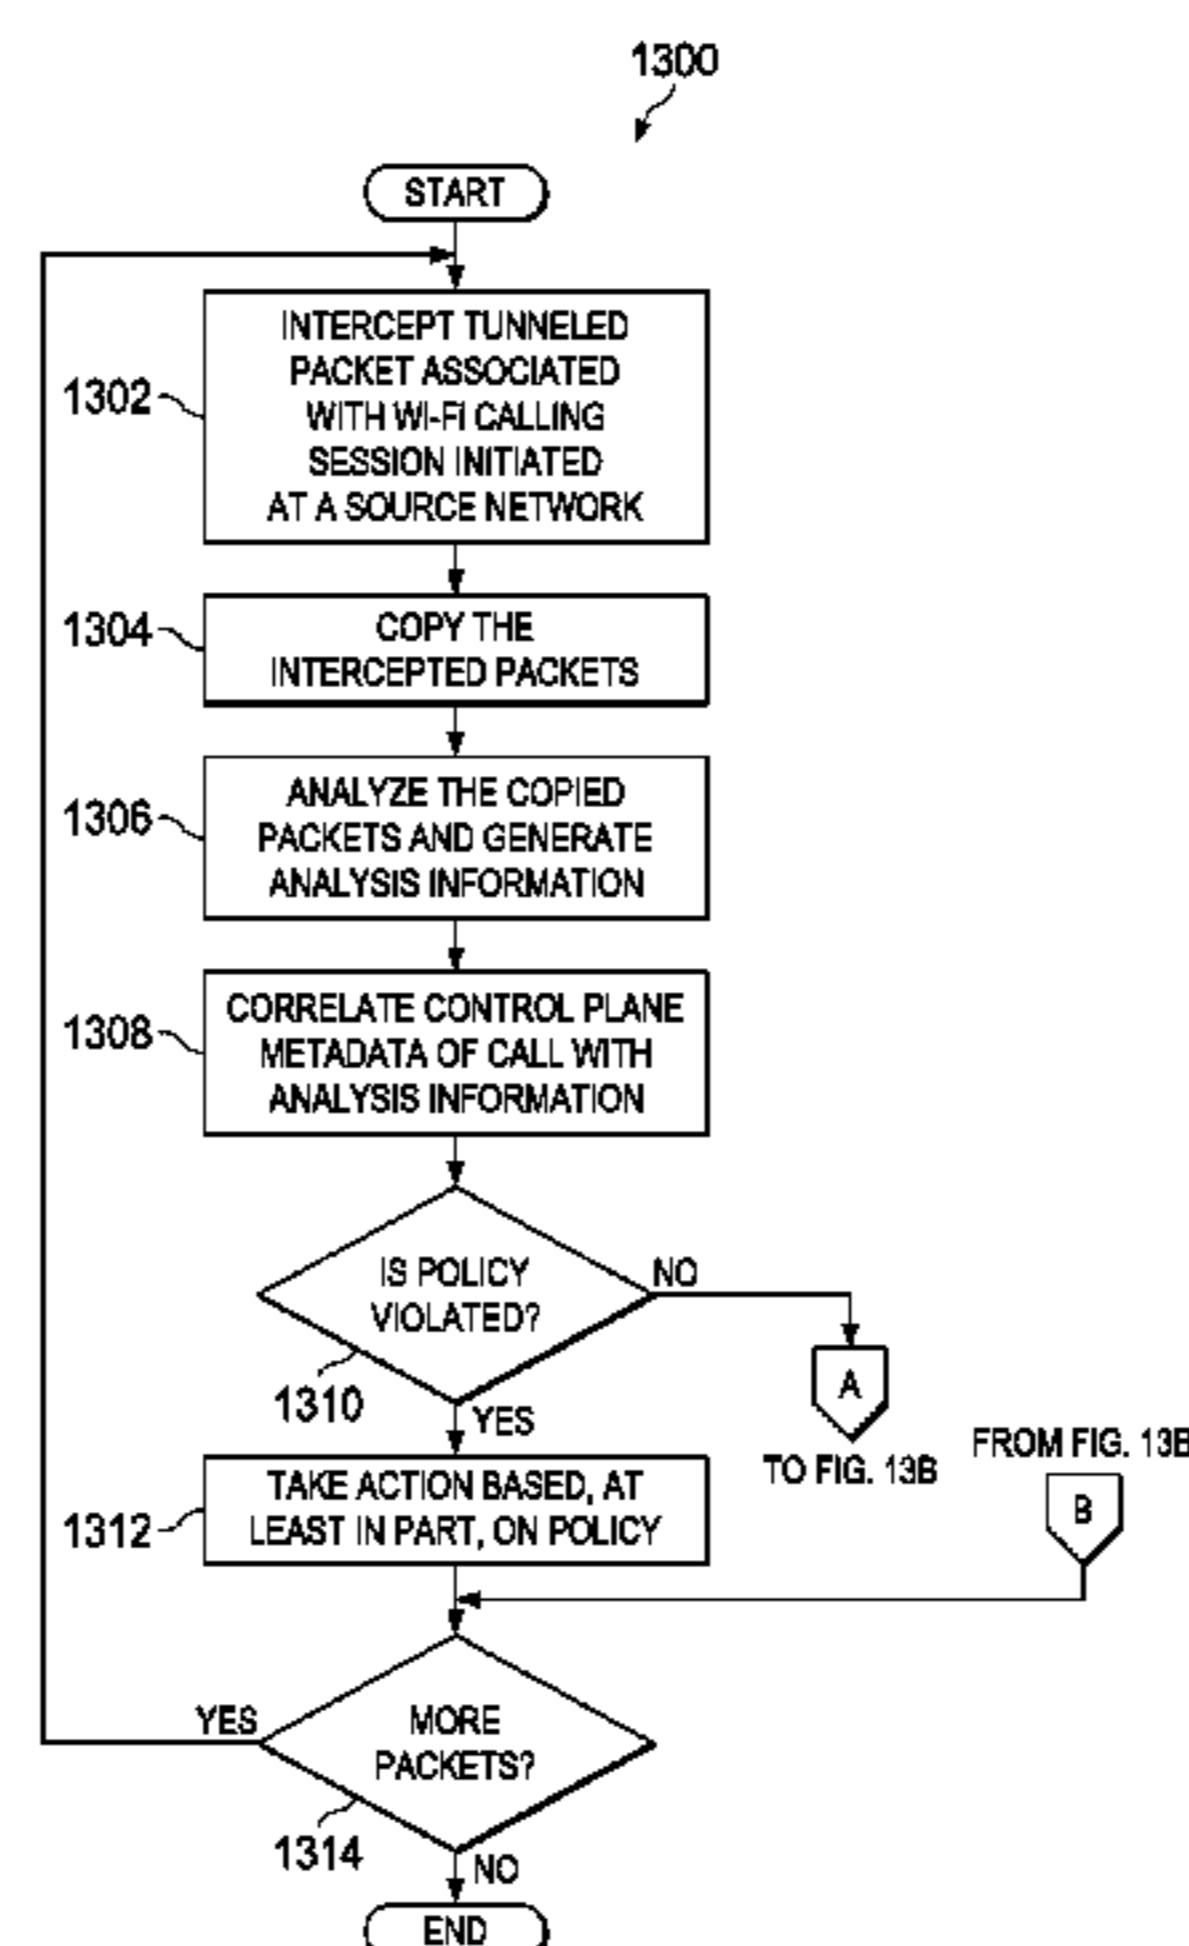 1300
START
1302
INTERCEPT TUNNELED
PACKET ASSOCIATED
WITH WI-FI CALLING
SESSION INITIATED
AT A SOURCE NETWORK
1304
COPY THE
INTERCEPTED PACKETS
1306
ANALYZE THE COPIED
PACKETS AND GENERATE
ANALYSIS INFORMATION
1308
CORRELATE CONTROL PLANE
METADATA OF CALL WITH
ANALYSIS INFORMATION
IS POLICY
VIOLATED?
NO
1310
YES
A
TO FIG. 13B
FROM FIG. 13B
B
1312
TAKE ACTION BASED, AT
LEAST IN PART, ON POLICY
YES
MORE
PACKETS?
1314
NO
END